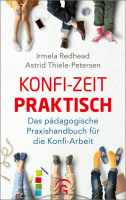 Irmela Redhead
Astrid Thiele-Petersen
KONFI-ZEIT
PRAKTISCH
Das pädagogische
Praxishandbuch für
die Konfi-Arbeit